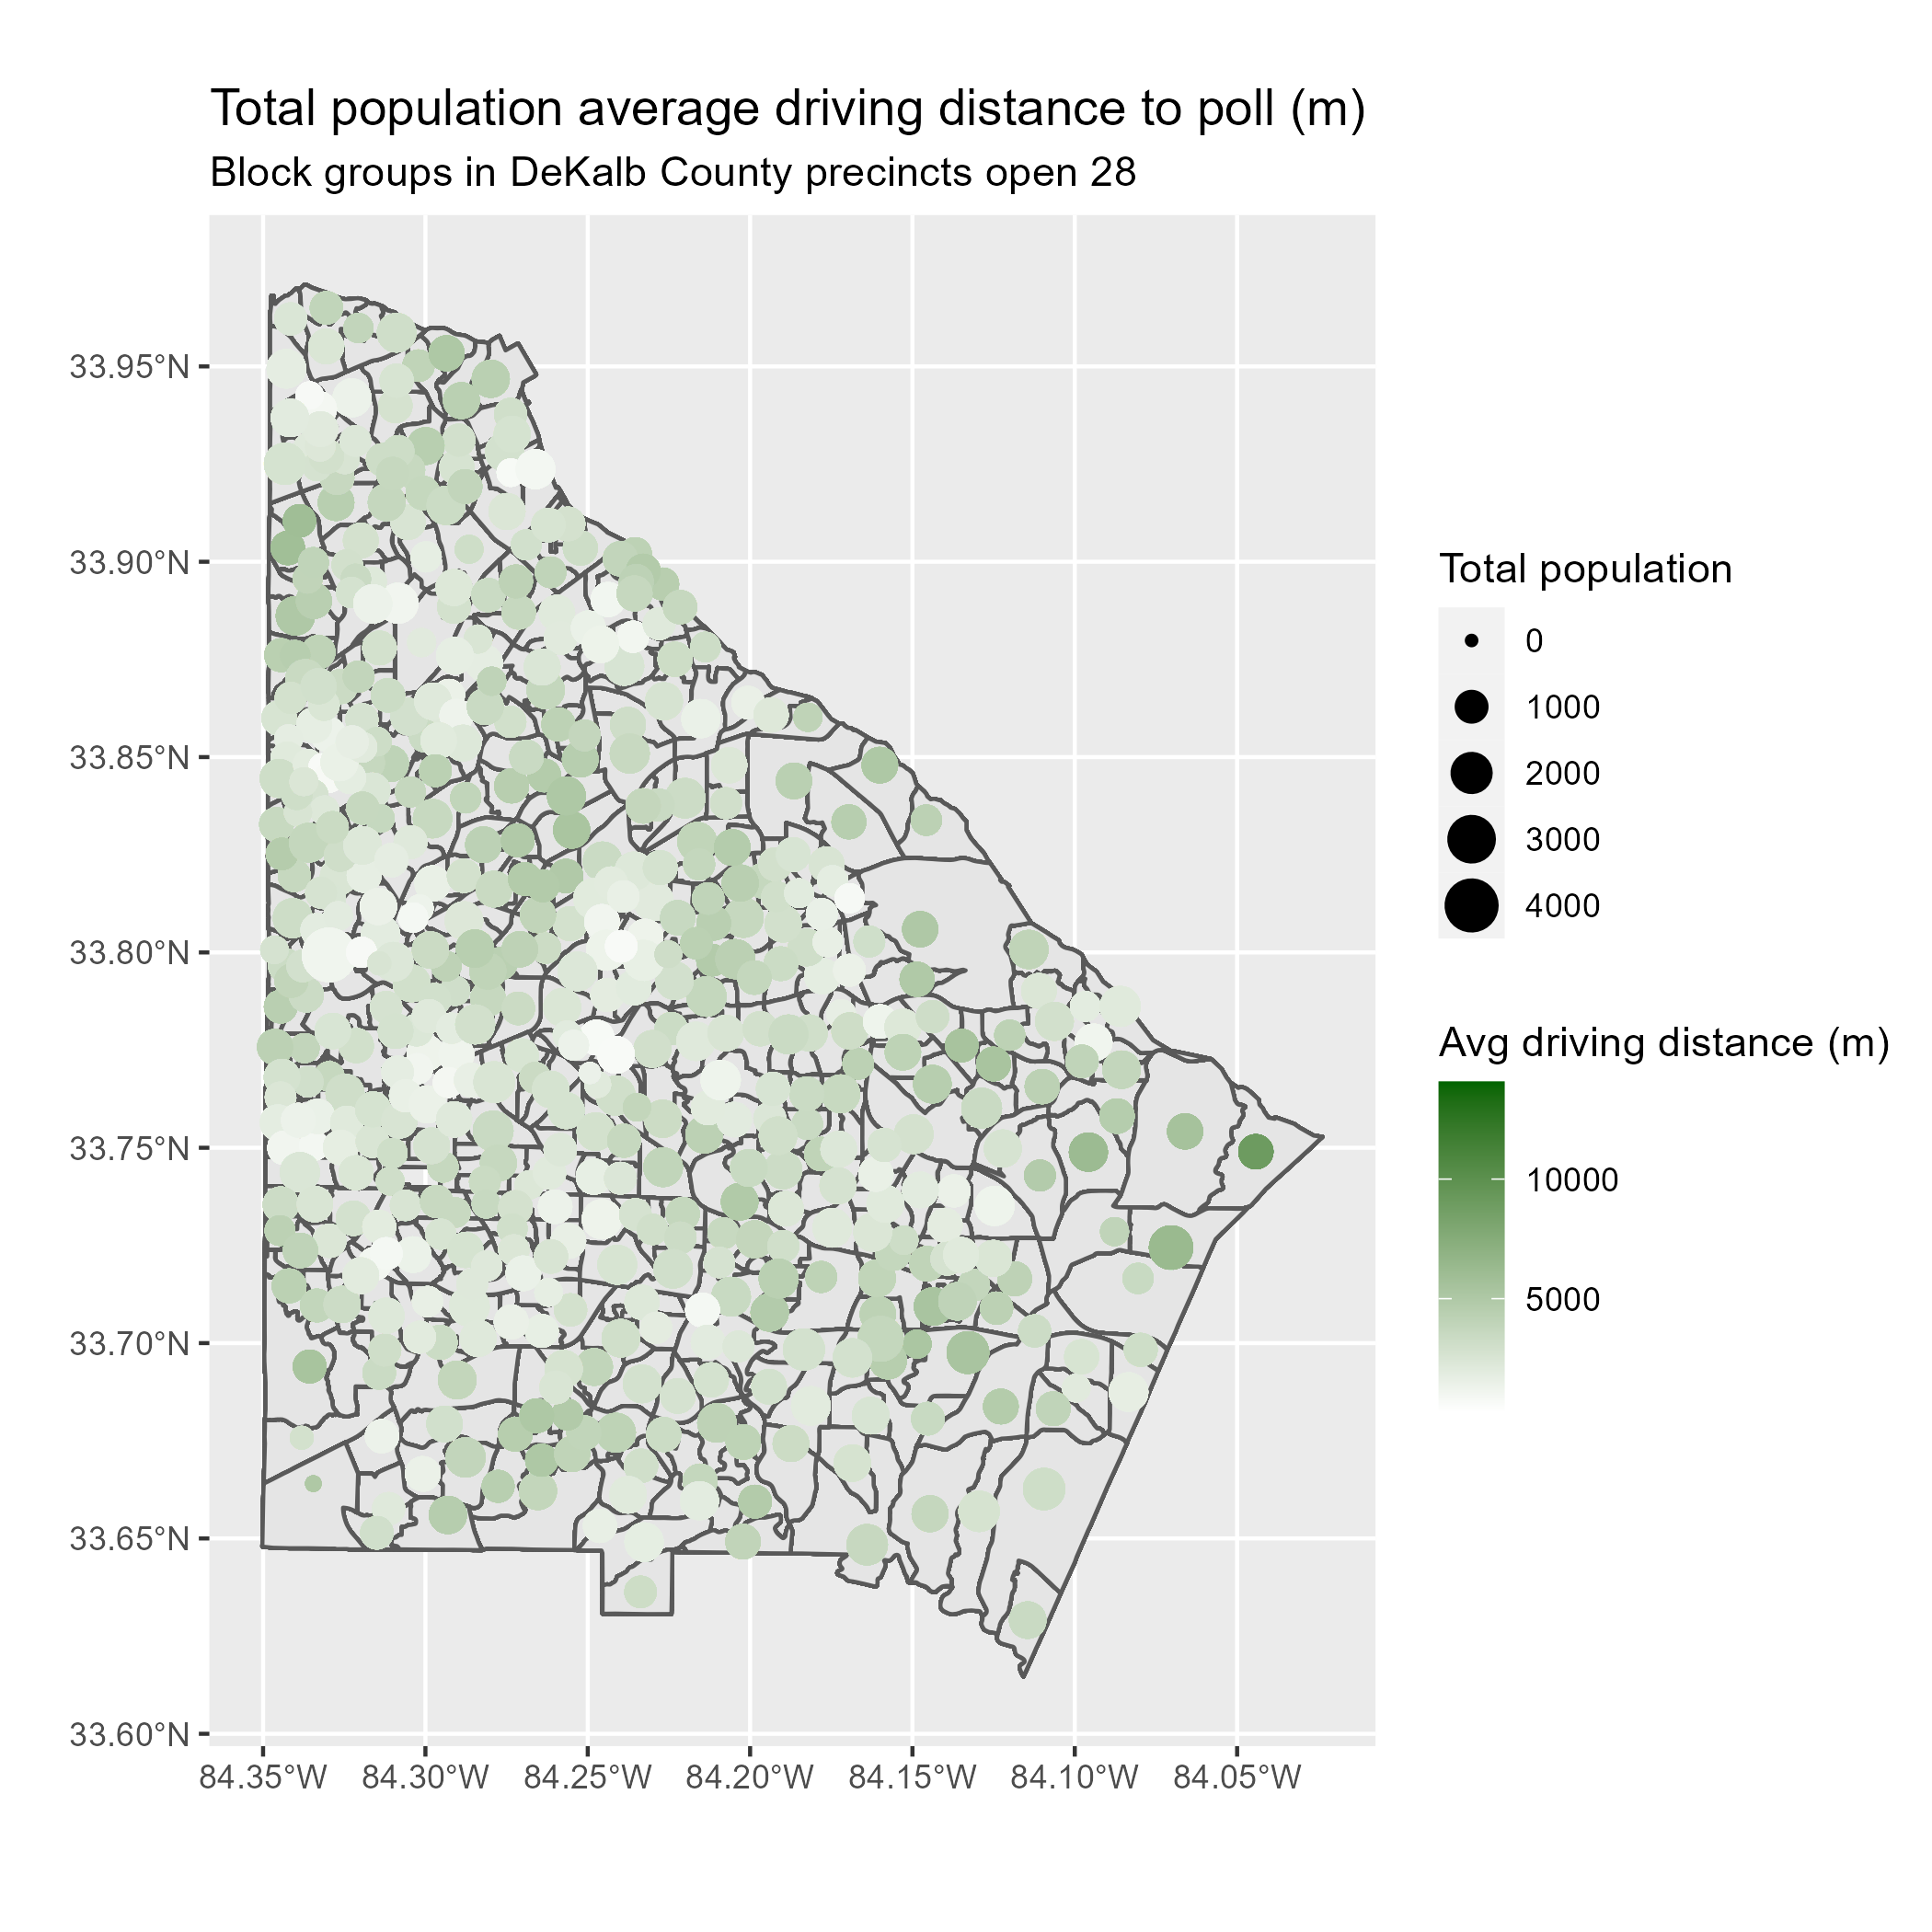 Total population average driving distance to poll (m)
Block groups in DeKalb County precincts open 28
33.95°N
33.90°N
33.85°N
33.80°N
33.75°N
33.70°N
33.65°N
33.60°N
84.35°W 84.30°W 84.25°W 84.20°W 84.15°W 84.10°W 84.05°W
Total population
0
1000
2000
3000
4000
Avg driving distance (m)
10000
5000